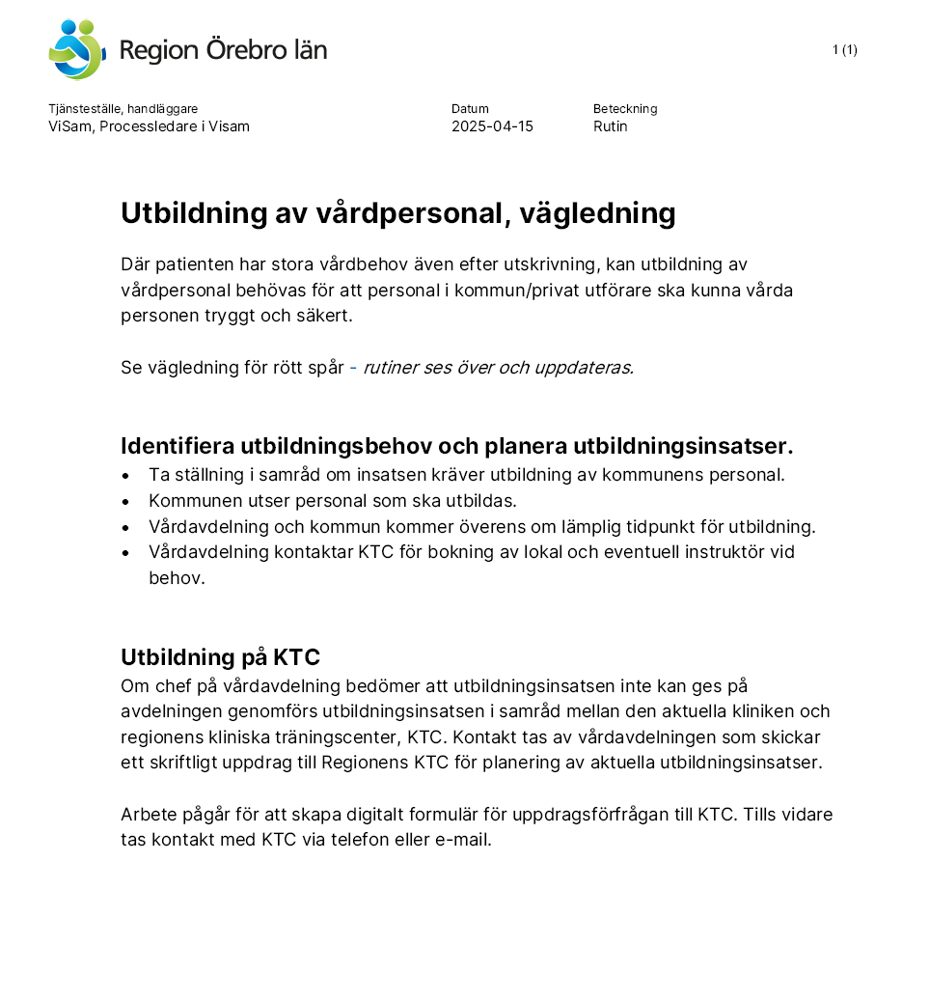 Region Örebro län
1 (1)
Tjänsteställe, handläggare
Datum
Beteckning
ViSam, Processledare i Visam
2025-04-15
Rutin
Utbildning av vårdpersonal, vägledning
Där patienten har stora vårdbehov även efter utskrivning, kan utbildning av
vårdpersonal behövas för att personal i kommun/privat utförare ska kunna vårda
personen tryggt och säkert.
Se vägledning för rött spår - rutiner ses över och uppdateras.
Identifiera utbildningsbehov och planera utbildningsinsatser.
• Ta ställning i samråd om insatsen kräver utbildning av kommunens personal.
• Kommunen utser personal som ska utbildas.
• Vårdavdelning och kommun kommer överens om lämplig tidpunkt för utbildning.
• Vårdavdelning kontaktar KTC för bokning av lokal och eventuell instruktör vid
behov.
Utbildning på KTC
Om chef på vårdavdelning bedömer att utbildningsinsatsen inte kan ges på
avdelningen genomförs utbildningsinsatsen i samråd mellan den aktuella kliniken och
regionens kliniska träningscenter, KTC. Kontakt tas av vårdavdelningen som skickar
ett skriftligt uppdrag till Regionens KTC för planering av aktuella utbildningsinsatser.
Arbete pågår för att skapa digitalt formulär för uppdragsförfrågan till KTC. Tills vidare
tas kontakt med KTC via telefon eller e-mail.